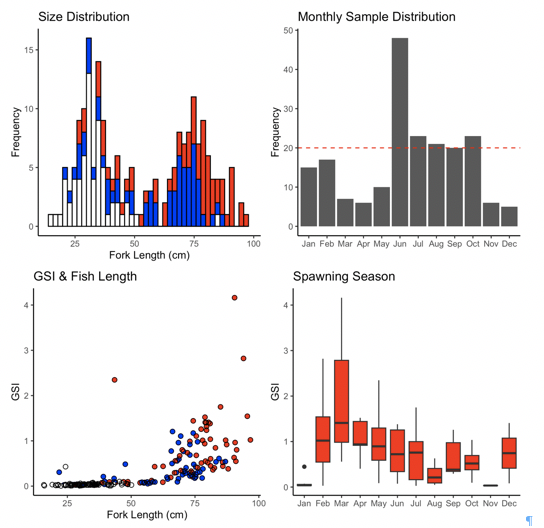 Size Distribution
15
10
5
0
Frequency
25 50 75 100
Fork Length (cm)
Monthly Sample Distribution
50
40
30
20
10
0
Frequency
Jan Feb Mar Apr May Jun Jul Aug Sep Oct Nov Dec
GSI & Fish Length
4
3
2
1
0
GSI
25 50 75 100
Fork Length (cm)
Spawning Season
4
3
2
1
0
GSI
Jan Feb Mar Apr May Jun Jul Aug Sep Oct Nov Dec
¶